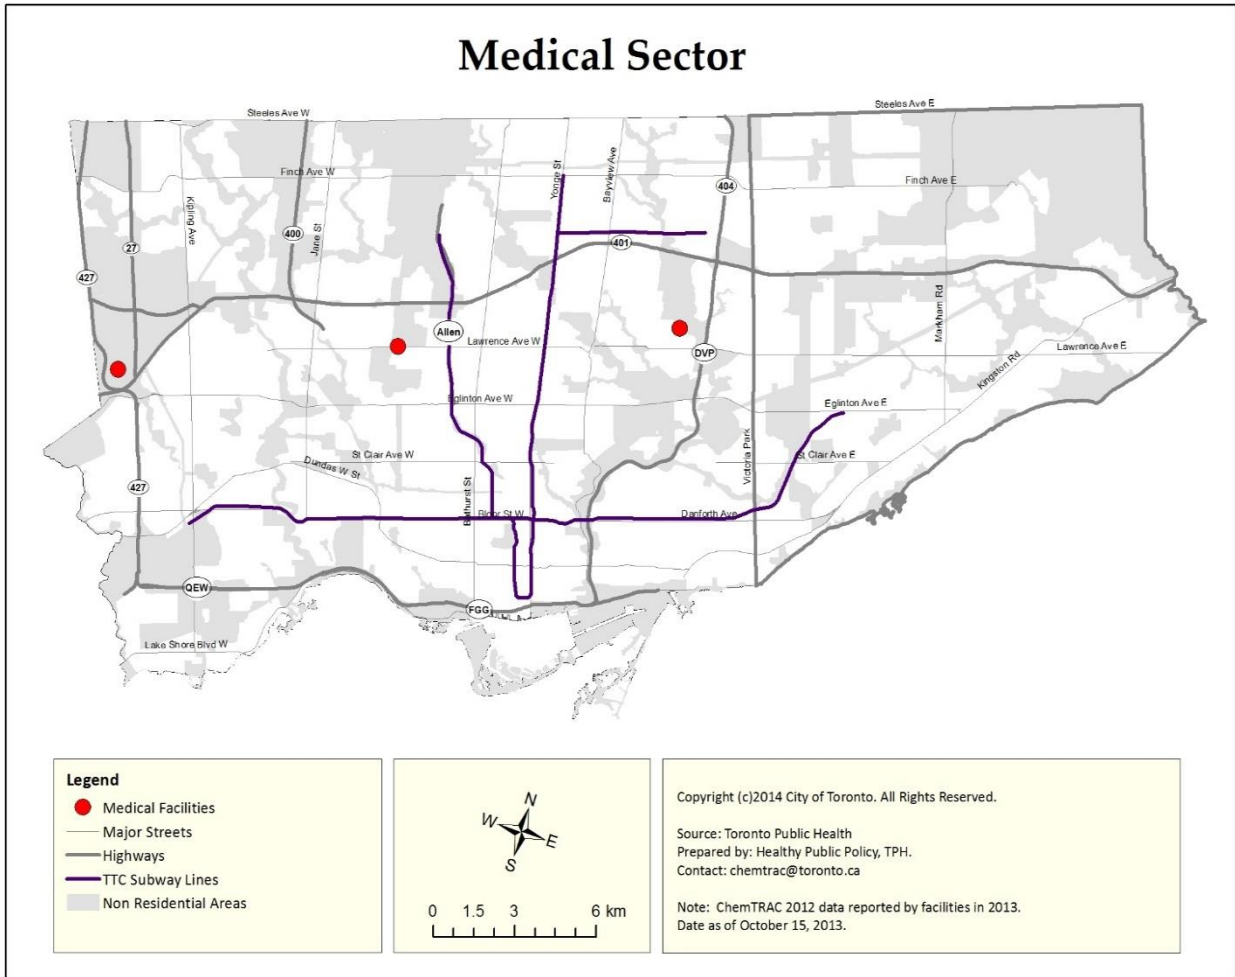 Medical Sector
Steeles Ave W
Steeles Ave E
Finch Ave W
Yonge St
Bayview Ave
404
Finch Ave E
Kipling Ave
27
400
Jane St
401
427
Allen
Lawrence Ave W
DVP
Markham Rd
Lawrence Ave E
Kingston Rd
Eglinton Ave W
Eglinton Ave E
St Clair Ave W
Dundas W St
Victoria Park
St Clair Ave E
427
Bathurst St
Bloor St W
Danforth Ave
QEW
FGG
Lake Shore Blvd W
Legend
Medical Facilities
Major Streets
Highways
TTC Subway Lines
Non Residential Areas
N
W
E
S
0 1.5 3 6 km
Copyright (c)2014 City of Toronto. All Rights Reserved.
Source: Toronto Public Health
Prepared by: Healthy Public Policy, TPH.
Contact: chemtrac@toronto.ca
Note: ChemTRAC 2012 data reported by facilities in 2013.
Date as of October 15, 2013.